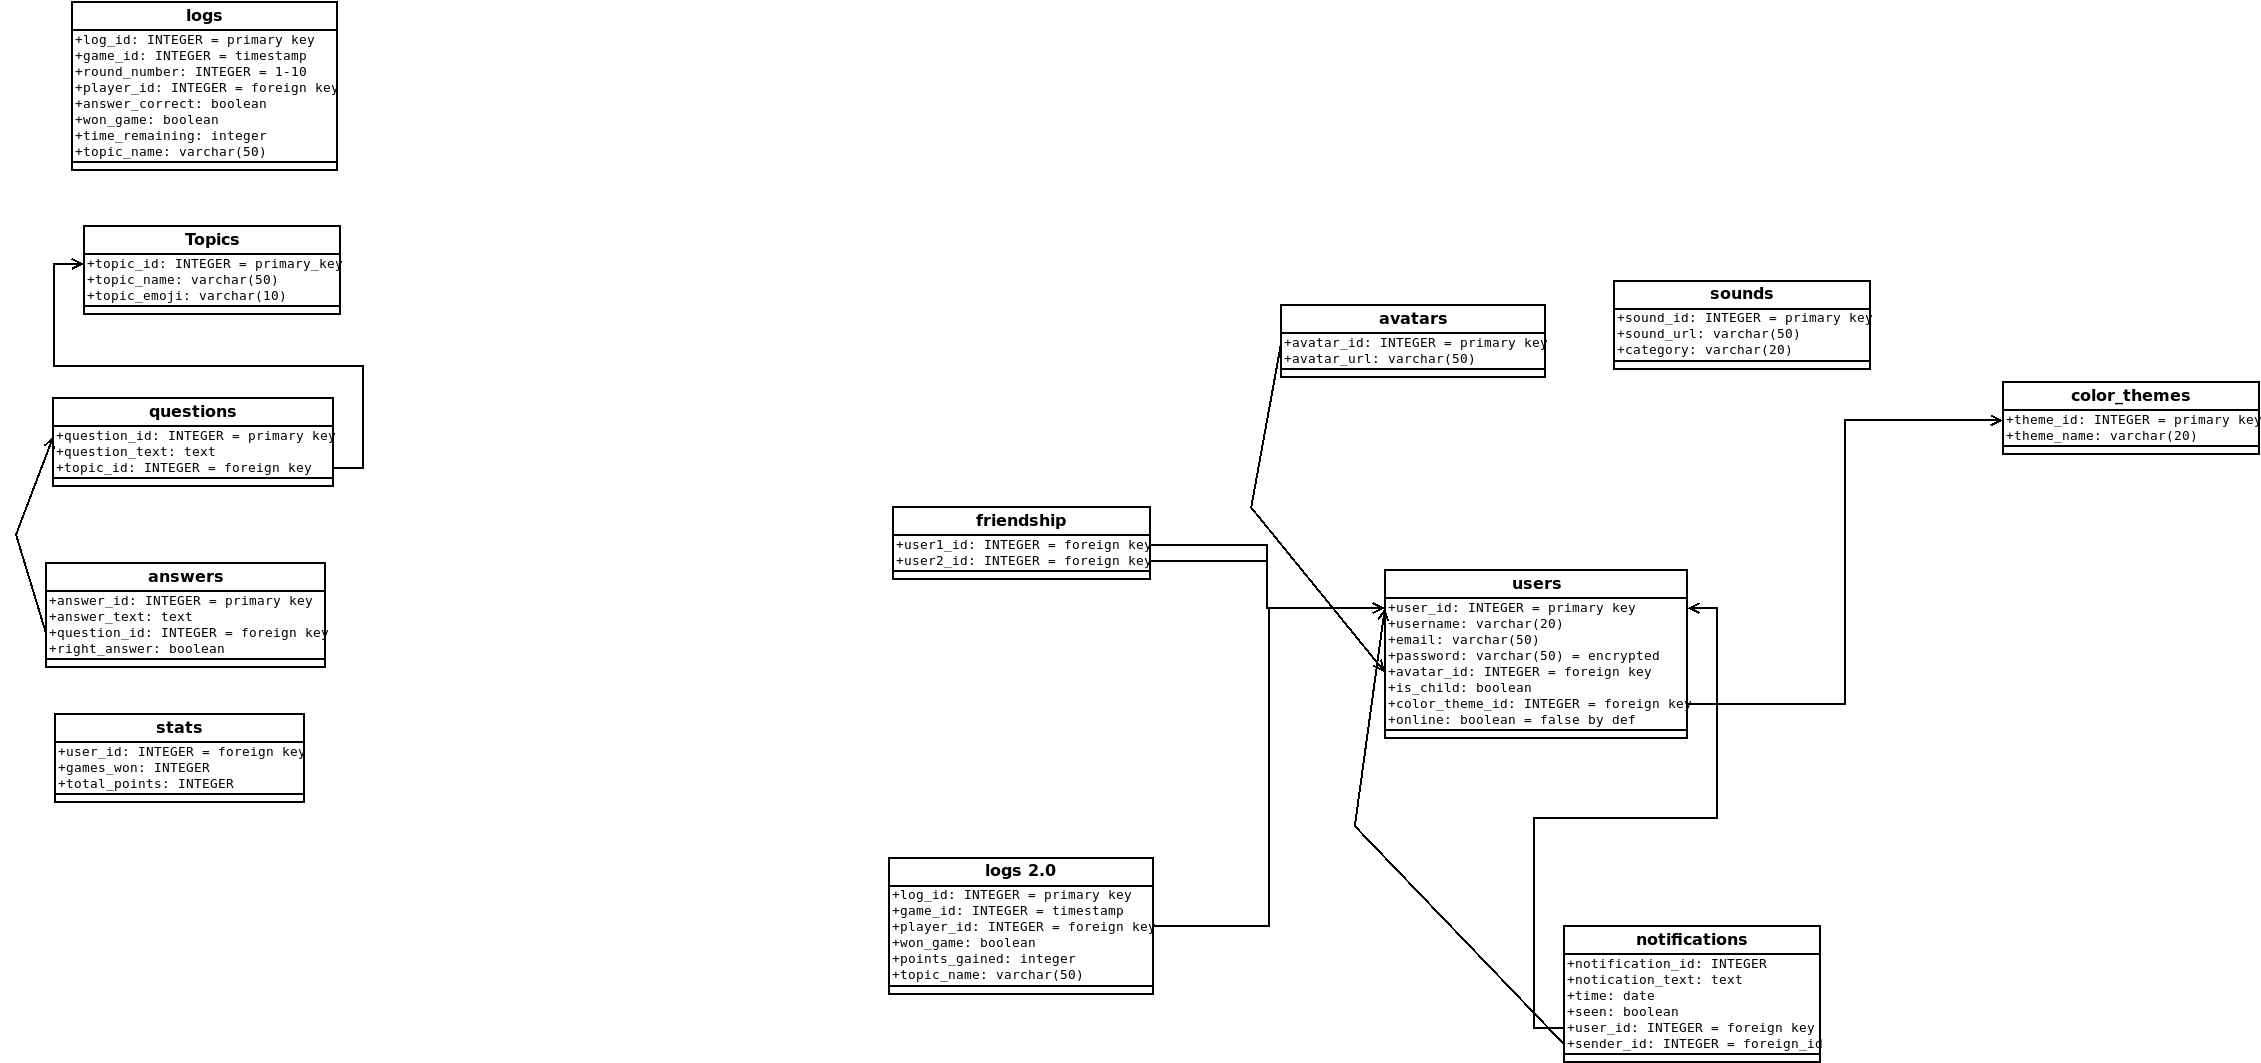 logs
+log_id: INTEGER = primary key
+game_id: INTEGER = timestamp
+round_number: INTEGER = 1-10
+player_id: INTEGER = foreign key
+answer_correct: boolean
+won_game: boolean
+time_remaining: integer
+topic_name: varchar(50)
Topics
+topic_id: INTEGER = primary_key
+topic_name: varchar(50)
+topic_emoji: varchar(10)
questions
+question_id: INTEGER = primary key
+question_text: text
+topic_id: INTEGER = foreign key
answers
+answer_id: INTEGER = primary key
+answer_text: text
+question_id: INTEGER = foreign key
+right_answer: boolean
stats
+user_id: INTEGER = foreign key
+games_won: INTEGER
+total_points: INTEGER
avatars
+avatar_id: INTEGER = primary key
+avatar_url: varchar(50)
sounds
+sound_id: INTEGER = primary key
+sound_url: varchar(50)
+category: varchar(20)
color_themes
+theme_id: INTEGER = primary key
+theme_name: varchar(20)
friendship
+user1_id: INTEGER = foreign key
+user2_id: INTEGER = foreign key
users
+user_id: INTEGER = primary key
+username: varchar(20)
+email: varchar(50)
+password: varchar(50) = encrypted
+avatar_id: INTEGER = foreign key
+is_child: boolean
+color_theme_id: INTEGER = foreign key
+online: boolean = false by def
logs 2.0
+log_id: INTEGER = primary key
+game_id: INTEGER = timestamp
+player_id: INTEGER = foreign key
+won_game: boolean
+points_gained: integer
+topic_name: varchar(50)
notifications
+notification_id: INTEGER
+notication_text: text
+time: date
+seen: boolean
+user_id: INTEGER = foreign key
+sender_id: INTEGER = foreign_id